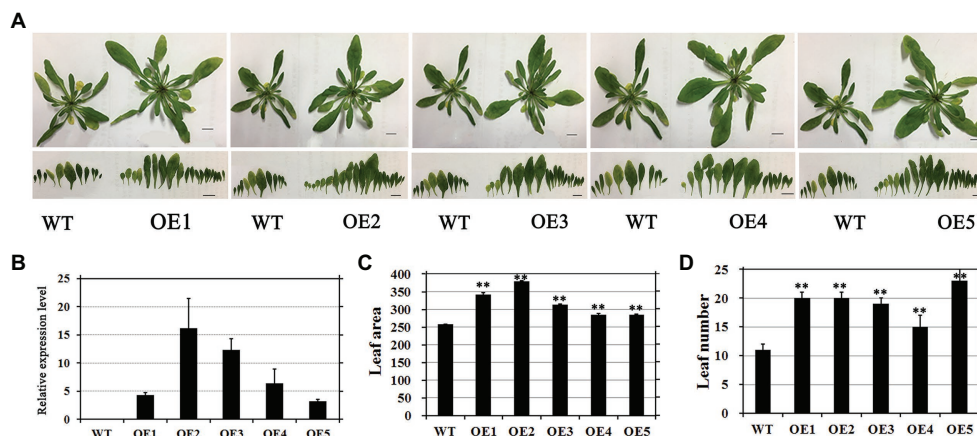 A
WT OE1 WT OE2 WT OE3 WT OE4 WT OE5
B
Relative expression level
25
20
15
10
5
0
WT OE1 OE2 OE3 OE4 OE5
C
Leaf area
400
350
300
250
200
150
100
50
0
** ** ** ** **
WT OE1 OE2 OE3 OE4 OE5
D
Leaf number
25
20
15
10
5
0
** ** ** ** **
WT OE1 OE2 OE3 OE4 OE5